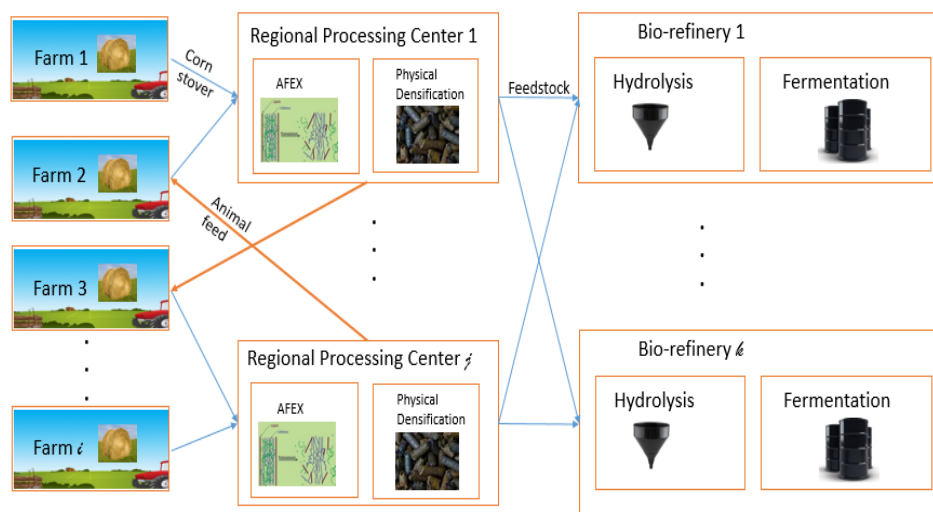 Farm 1
Farm 2
Farm 3
Farm i
Corn
stover
Animal
feed
Regional Processing Center 1
AFEX
Physical
Densification
Regional Processing Center j
AFEX
Physical
Densification
Feedstock
Bio-refinery 1
Hydrolysis
Fermentation
Bio-refinery k
Hydrolysis
Fermentation